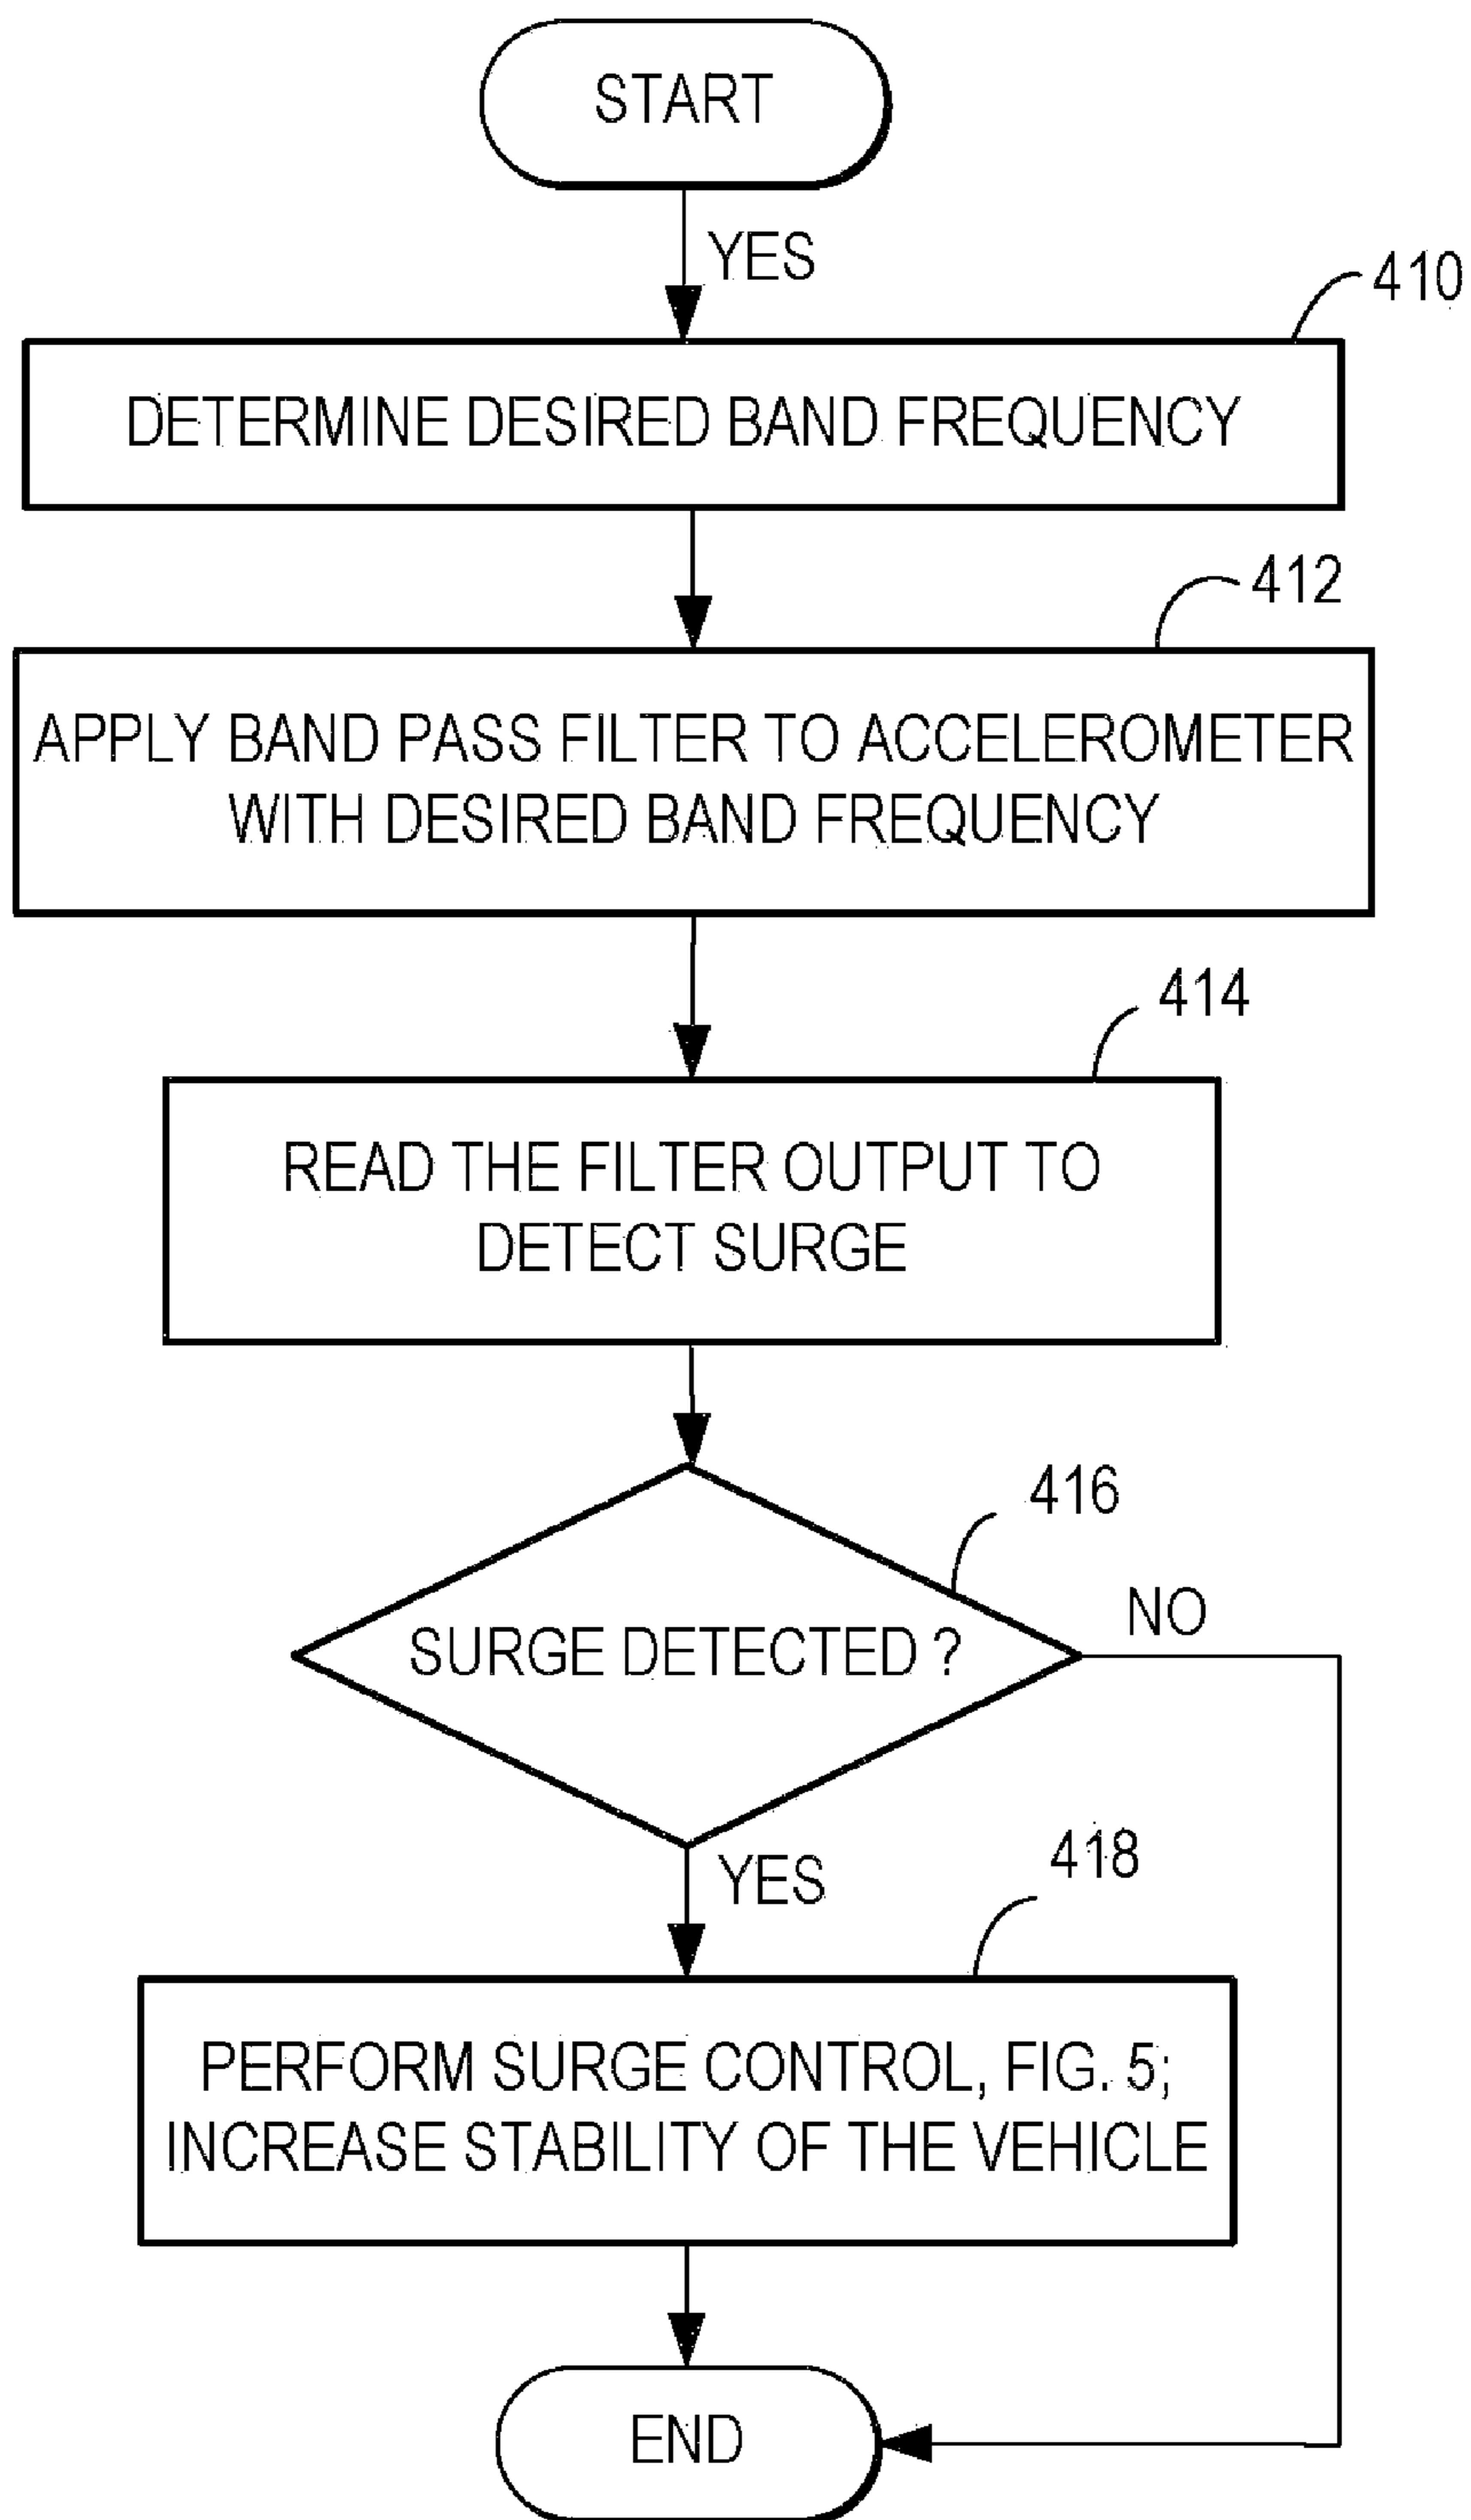 START
YES
410
DETERMINE DESIRED BAND FREQUENCY
412
APPLY BAND PASS FILTER TO ACCELEROMETER
WITH DESIRED BAND FREQUENCY
414
READ THE FILTER OUTPUT TO
DETECT SURGE
416
NO
SURGE DETECTED ?
YES
418
PERFORM SURGE CONTROL, FIG. 5;
INCREASE STABILITY OF THE VEHICLE
END